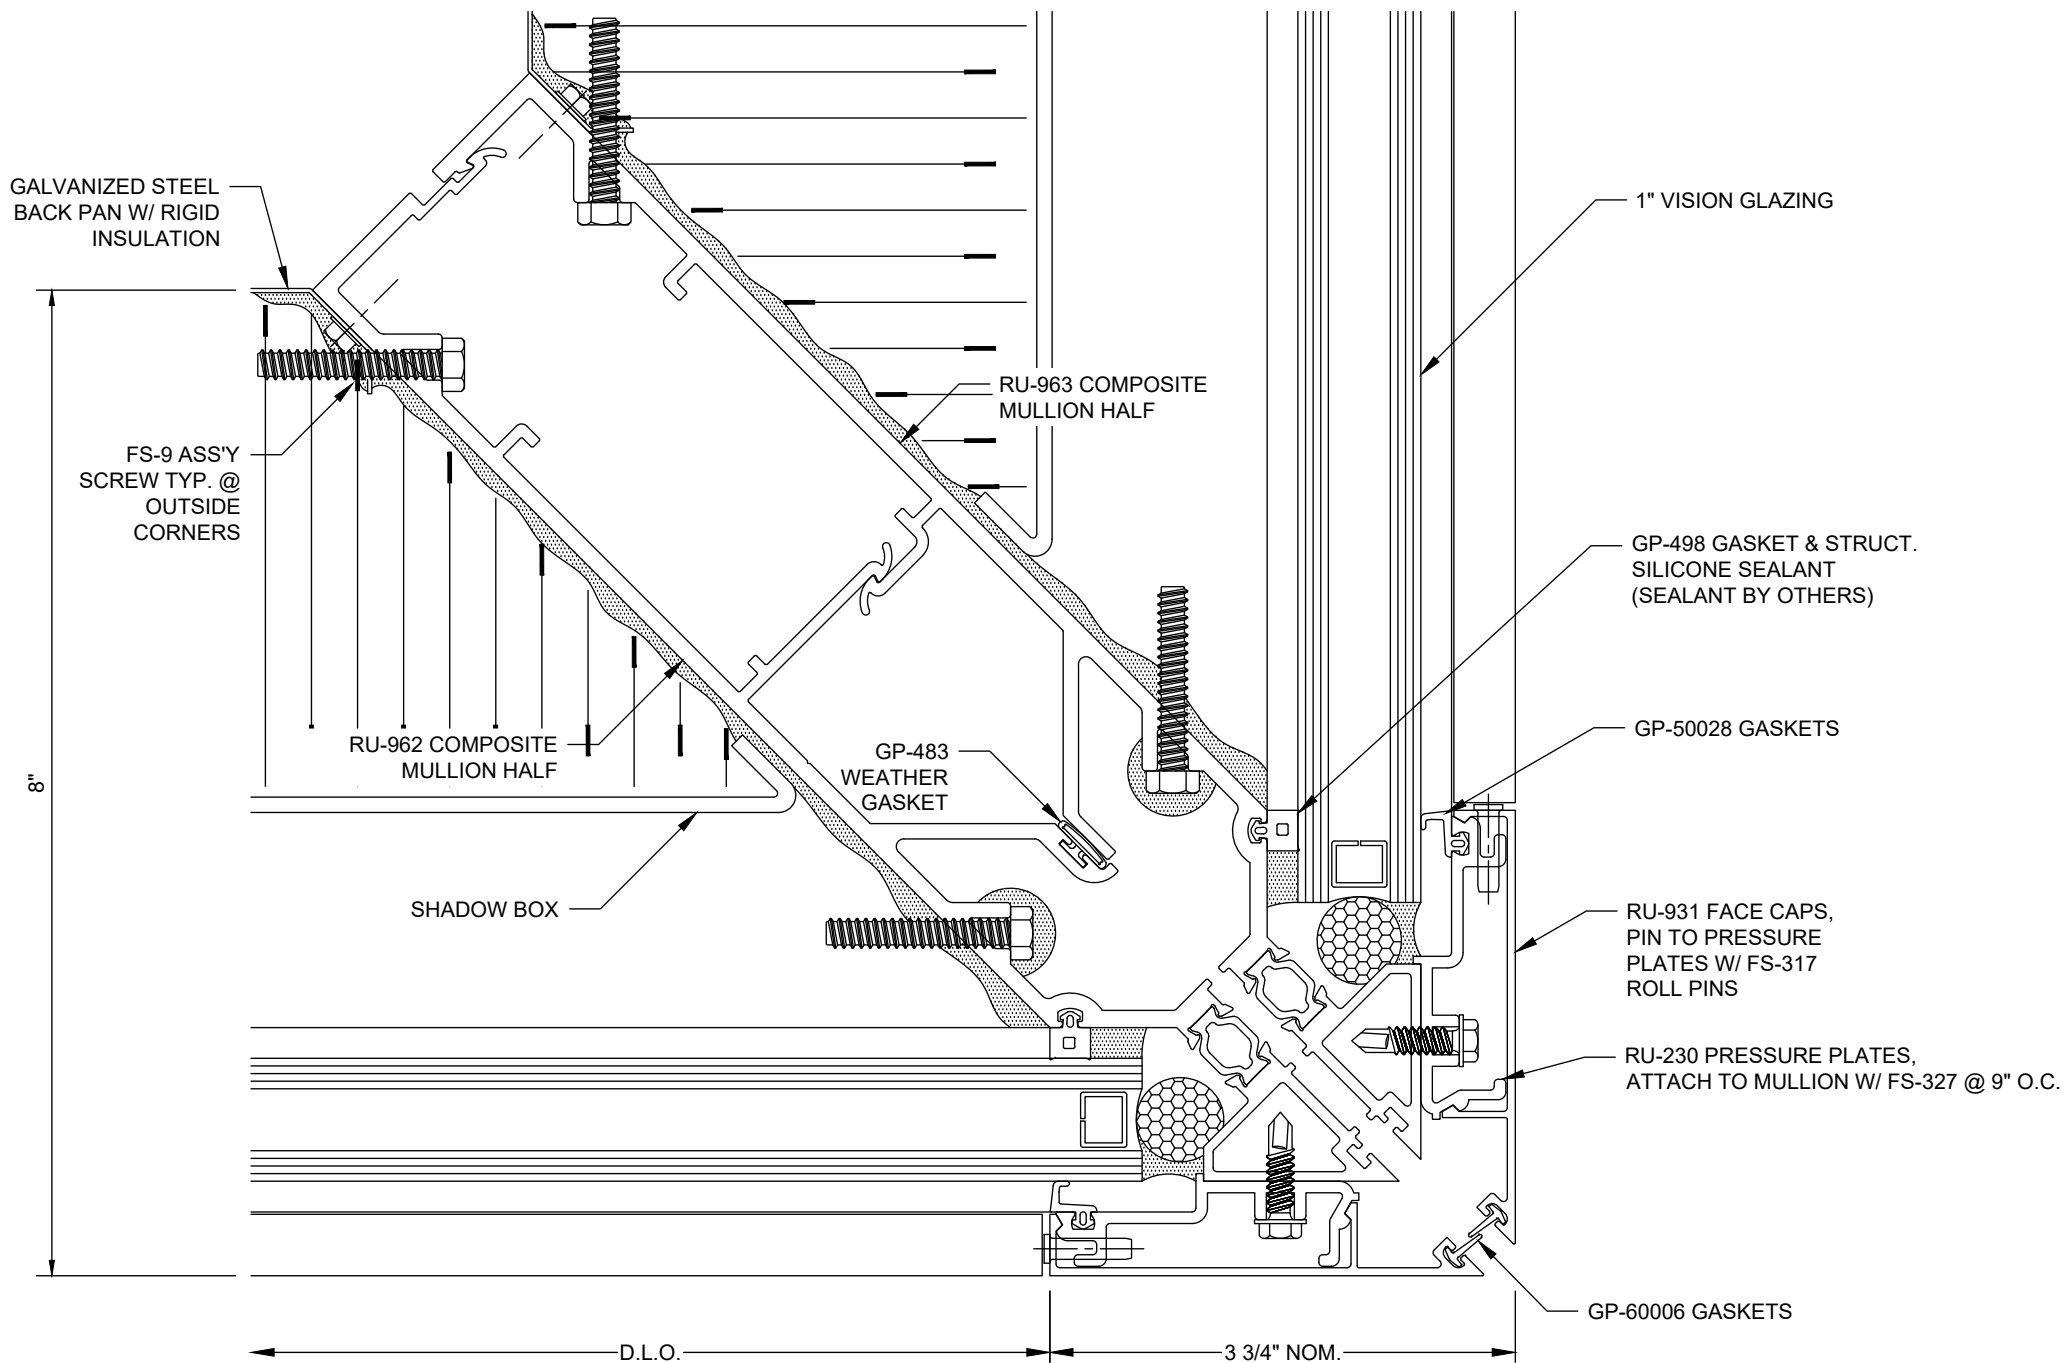 GALVANIZED STEEL
BACK PAN W/ RIGID
INSULATION
1" VISION GLAZING
RU-963 COMPOSITE
MULLION HALF
FS-9 ASS'Y
SCREW TYP. @
OUTSIDE
CORNERS
GP-498 GASKET & STRUCT.
SILICONE SEALANT
(SEALANT BY OTHERS)
GP-50028 GASKETS
RU-962 COMPOSITE
MULLION HALF
GP-483
WEATHER
GASKET
8"
SHADOW BOX
RU-931 FACE CAPS,
PIN TO PRESSURE
PLATES W/ FS-317
ROLL PINS
RU-230 PRESSURE PLATES,
ATTACH TO MULLION W/ FS-327 @ 9" O.C.
GP-60006 GASKETS
D.L.O.
3 3/4" NOM.